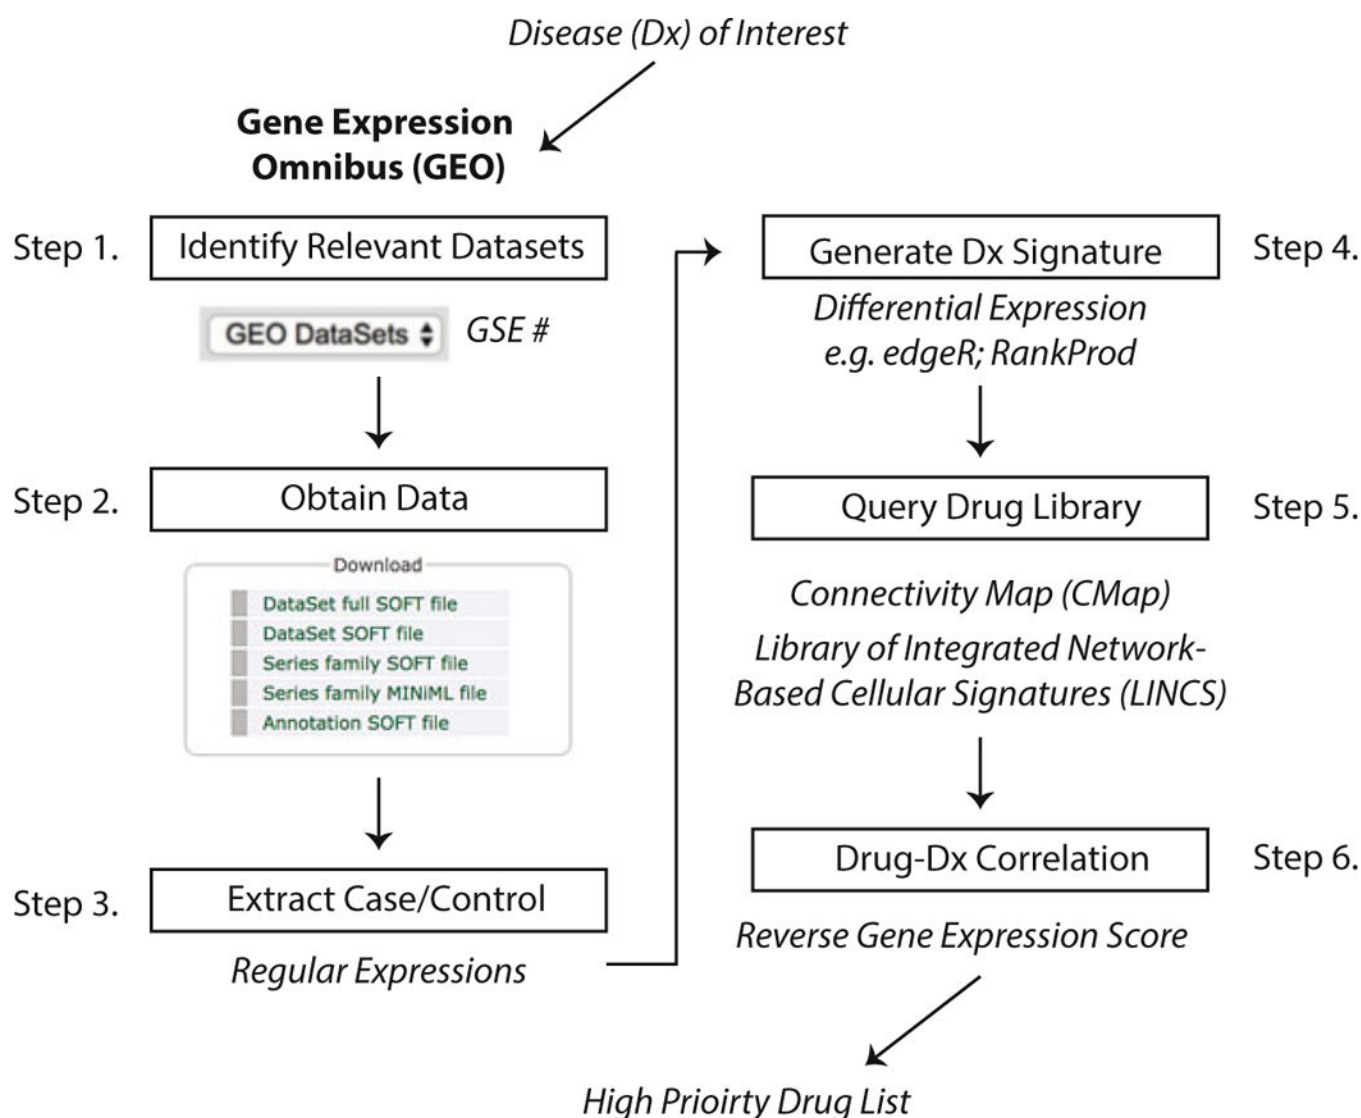 Disease (Dx) of Interest
Gene Expression
Omnibus (GEO)
Step 1.
Identify Relevant Datasets
GEO DataSets
GSE #
Step 2.
Obtain Data
Download
DataSet full SOFT file
DataSet SOFT file
Series family SOFT file
Series family MINiML file
Annotation SOFT file
Step 3.
Extract Case/Control
Regular Expressions
Generate Dx Signature
Step 4.
Differential Expression
e.g. edgeR; RankProd
Query Drug Library
Step 5.
Connectivity Map (CMap)
Library of Integrated Network-
Based Cellular Signatures (LINCS)
Drug-Dx Correlation
Step 6.
Reverse Gene Expression Score
High Prioirty Drug List